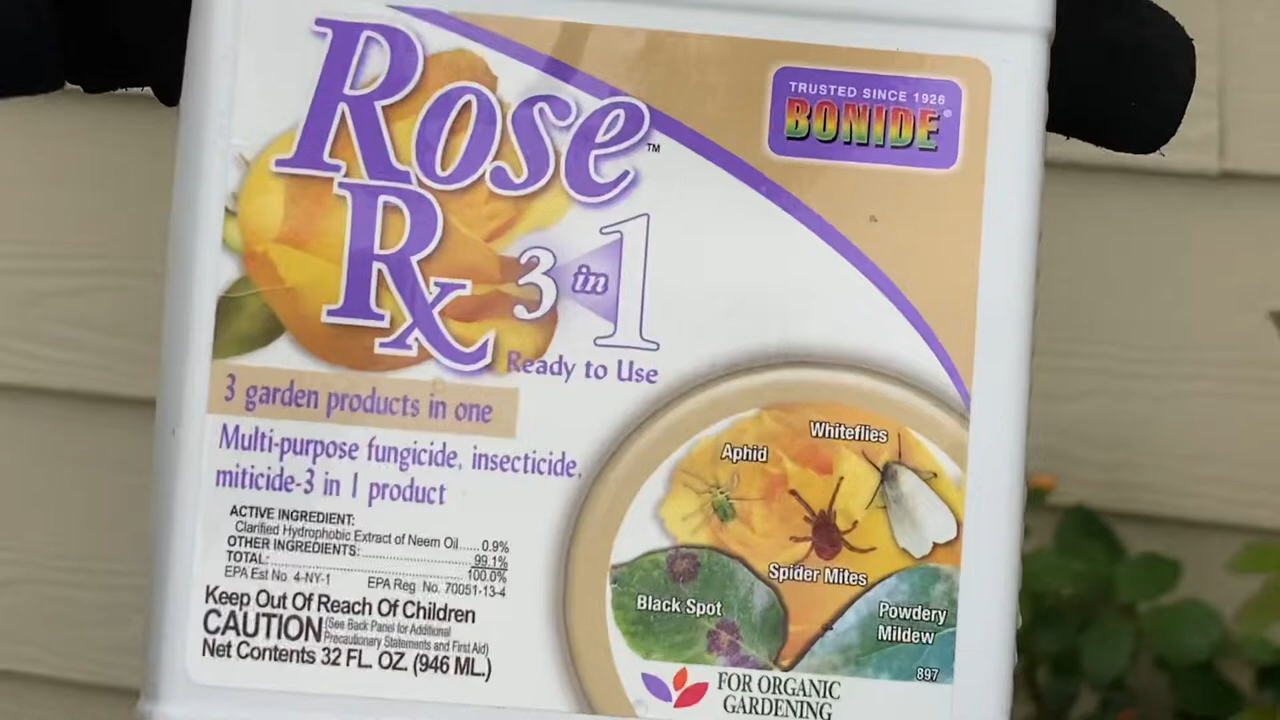 Rose
Rx 3 in 1
™
Ready to Use
TRUSTED SINCE 1926
BONIDE®
3 garden products in one
Multi-purpose fungicide, insecticide,
miticide-3 in 1 product
ACTIVE INGREDIENT:
Clarified Hydrophobic Extract of Neem Oil.....0.9%
OTHER INGREDIENTS:..............................99.1%
TOTAL:..................................................100.0%
EPA Est No. 4-NY-1 EPA Reg. No. 70051-13-4
Keep Out Of Reach Of Children
CAUTION (See Back Panel for Additional
Precautionary Statements and First Aid)
Net Contents 32 FL. OZ. (946 ML.)
Whiteflies
Aphid
Spider Mites
Black Spot
Powdery
Mildew
897
FOR ORGANIC
GARDENING